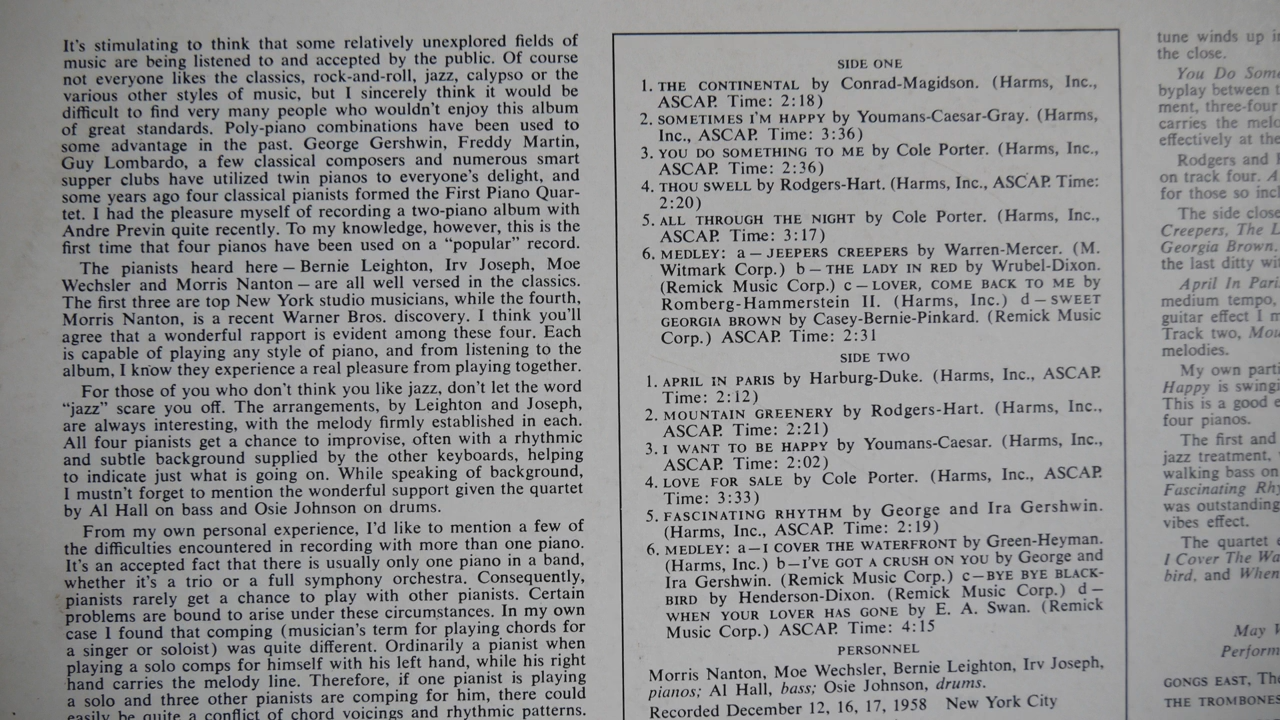 It's stimulating to think that some relatively unexplored fields of
music are being listened to and accepted by the public. Of course
not everyone likes the classics, rock-and-roll, jazz, calypso or the
various other styles of music, but I sincerely think it would be
difficult to find very many people who wouldn't enjoy this album
of great standards. Poly-piano combinations have been used to
some advantage in the past. George Gershwin, Freddy Martin,
Guy Lombardo, a few classical composers and numerous smart
supper clubs have utilized twin pianos to everyone's delight, and
some years ago four classical pianists formed the First Piano Quar-
tet. I had the pleasure myself of recording a two-piano album with
Andre Previn quite recently. To my knowledge, however, this is the
first time that four pianos have been used on a “popular” record.
The pianists heard here — Bernie Leighton, Irv Joseph, Moe
Wechsler and Morris Nanton — are all well versed in the classics.
The first three are top New York studio musicians, while the fourth,
Morris Nanton, is a recent Warner Bros. discovery. I think you'll
agree that a wonderful rapport is evident among these four. Each
is capable of playing any style of piano, and from listening to the
album, I know they experience a real pleasure from playing together.
For those of you who don't think you like jazz, don't let the word
“jazz” scare you off. The arrangements, by Leighton and Joseph,
are always interesting, with the melody firmly established in each.
All four pianists get a chance to improvise, often with a rhythmic
and subtle background supplied by the other keyboards, helping
to indicate just what is going on. While speaking of background,
I mustn't forget to mention the wonderful support given the quartet
by Al Hall on bass and Osie Johnson on drums.
From my own personal experience, I'd like to mention a few of
the difficulties encountered in recording with more than one piano.
It's an accepted fact that there is usually only one piano in a band,
whether it's a trio or a full symphony orchestra. Consequently,
pianists rarely get a chance to play with other pianists. Certain
problems are bound to arise under these circumstances. In my own
case I found that comping (musician's term for playing chords for
a singer or soloist) was quite different. Ordinarily a pianist when
playing a solo comps for himself with his left hand, while his right
hand carries the melody line. Therefore, if one pianist is playing
a solo and three other pianists are comping for him, there could
easily be quite a conflict of chord voicings and rhythmic patterns.
SIDE ONE
1. THE CONTINENTAL by Conrad-Magidson. (Harms, Inc.,
ASCAP. Time: 2:18)
2. SOMETIMES I'M HAPPY by Youmans-Caesar-Gray. (Harms,
Inc., ASCAP. Time: 3:36)
3. YOU DO SOMETHING TO ME by Cole Porter. (Harms, Inc.,
ASCAP. Time: 2:36)
4. THOU SWELL by Rodgers-Hart. (Harms, Inc., ASCAP. Time:
2:20)
5. ALL THROUGH THE NIGHT by Cole Porter. (Harms, Inc.,
ASCAP. Time: 3:17)
6. MEDLEY: a — JEEPERS CREEPERS by Warren-Mercer. (M.
Witmark Corp.) b — THE LADY IN RED by Wrubel-Dixon.
(Remick Music Corp.) c — LOVER, COME BACK TO ME by
Romberg-Hammerstein II. (Harms, Inc.) d — SWEET
GEORGIA BROWN by Casey-Bernie-Pinkard. (Remick Music
Corp.) ASCAP. Time: 2:31
SIDE TWO
1. APRIL IN PARIS by Harburg-Duke. (Harms, Inc., ASCAP.
Time: 2:12)
2. MOUNTAIN GREENERY by Rodgers-Hart. (Harms, Inc.,
ASCAP. Time: 2:21)
3. I WANT TO BE HAPPY by Youmans-Caesar. (Harms, Inc.,
ASCAP. Time: 2:02)
4. LOVE FOR SALE by Cole Porter. (Harms, Inc., ASCAP.
Time: 3:33)
5. FASCINATING RHYTHM by George and Ira Gershwin.
(Harms, Inc., ASCAP. Time: 2:19)
6. MEDLEY: a — I COVER THE WATERFRONT by Green-Heyman.
(Harms, Inc.) b — I'VE GOT A CRUSH ON YOU by George and
Ira Gershwin. (Remick Music Corp.) c — BYE BYE BLACK-
BIRD by Henderson-Dixon. (Remick Music Corp.) d —
WHEN YOUR LOVER HAS GONE by E. A. Swan. (Remick
Music Corp.) ASCAP. Time: 4:15
PERSONNEL
Morris Nanton, Moe Wechsler, Bernie Leighton, Irv Joseph,
pianos; Al Hall, bass; Osie Johnson, drums.
Recorded December 12, 16, 17, 1958 New York City
tune winds up
the close.
You Do
byplay between
ment, three-four
carries the
effectively at the
Rodgers and
on track four.
for those so
The side
Creepers, The
Georgia Brown,
the last ditty
April In
medium tempo,
guitar effect I
Track two,
melodies.
My own
Happy is
This is a good
four pianos.
The first and
jazz treatment,
walking bass on
Fascinating
was outstanding
vibes effect.
The quartet
I Cover The
bird, and When
May
GONGS EAST,
THE TROMBONES